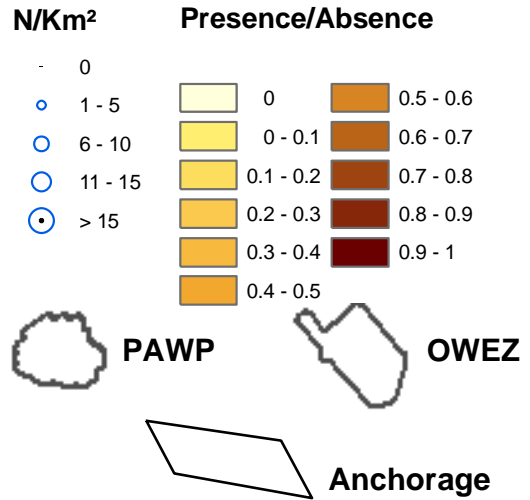 N/Km²
Presence/Absence
0
1 - 5
6 - 10
11 - 15
> 15
0
0 - 0.1
0.1 - 0.2
0.2 - 0.3
0.3 - 0.4
0.4 - 0.5
0.5 - 0.6
0.6 - 0.7
0.7 - 0.8
0.8 - 0.9
0.9 - 1
PAWP
OWEZ
Anchorage